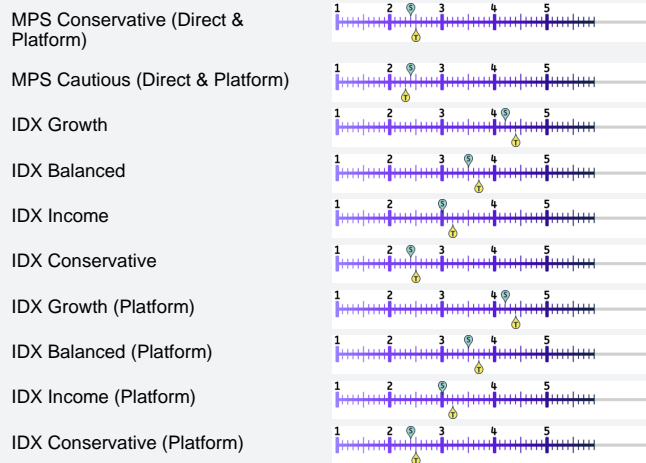 MPS Conservative (Direct &
Platform)
1 2 3 4 5
S
T
MPS Cautious (Direct & Platform)
1 2 3 4 5
S
T
IDX Growth
1 2 3 4 5
S
T
IDX Balanced
1 2 3 4 5
S
T
IDX Income
1 2 3 4 5
S
T
IDX Conservative
1 2 3 4 5
S
T
IDX Growth (Platform)
1 2 3 4 5
S
T
IDX Balanced (Platform)
1 2 3 4 5
S
T
IDX Income (Platform)
1 2 3 4 5
S
T
IDX Conservative (Platform)
1 2 3 4 5
S
T